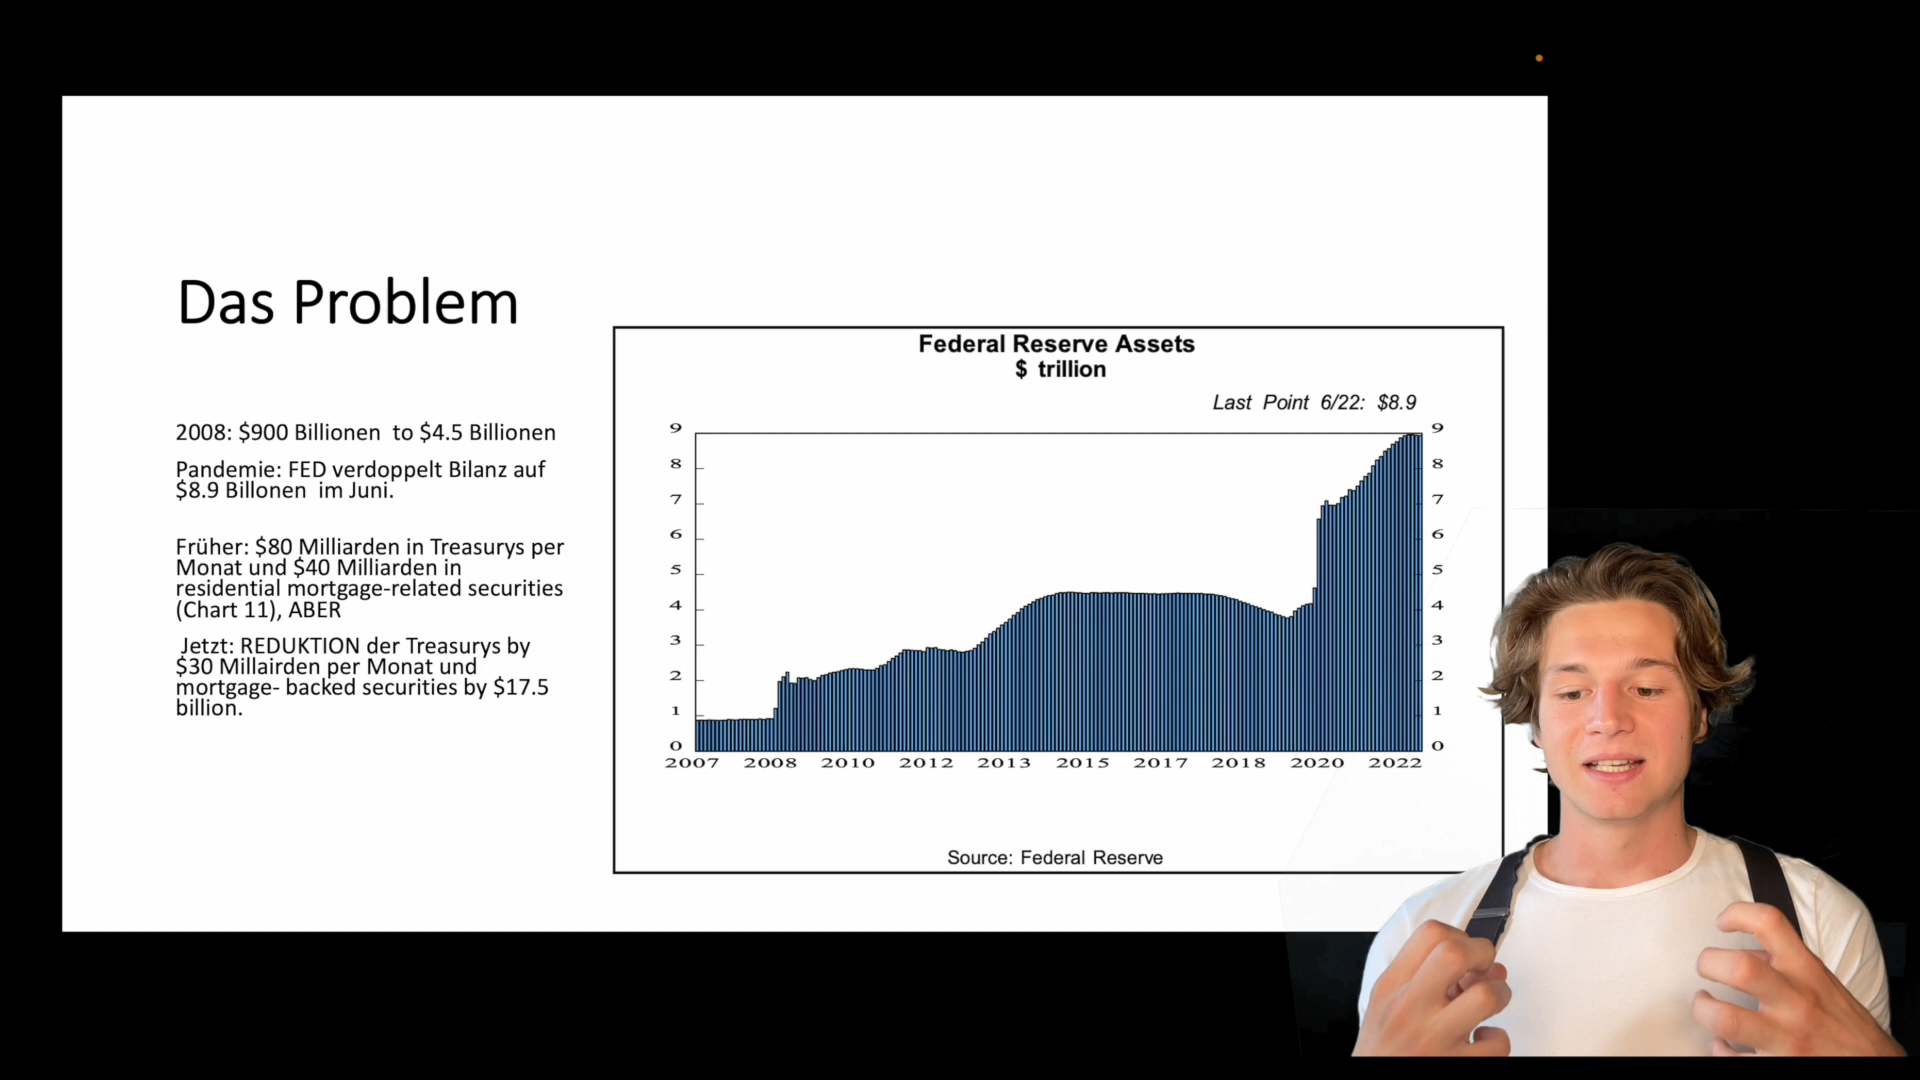 Das Problem
2008: $900 Billionen to $4.5 Billionen
Pandemie: FED verdoppelt Bilanz auf
$8.9 Billonen im Juni.
Früher: $80 Milliarden in Treasurys per
Monat und $40 Milliarden in
residential mortgage-related securities
(Chart 11), ABER
Jetzt: REDUKTION der Treasurys by
$30 Millairden per Monat und
mortgage- backed securities by $17.5
billion.
Federal Reserve Assets
$ trillion
Last Point 6/22: $8.9
9 9
8 8
7 7
6 6
5 5
4 4
3 3
2 2
1 1
0 0
2007 2008 2010 2012 2013 2015 2017 2018 2020 2022
Source: Federal Reserve